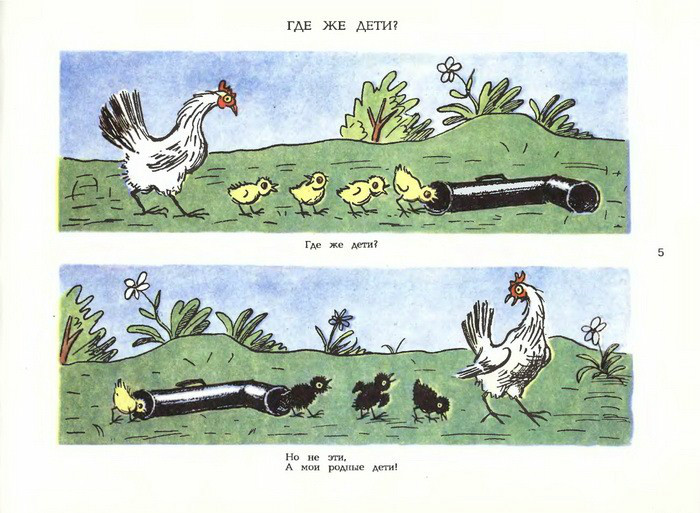 ГДЕ ЖЕ ДЕТИ?
Где же дети?
5
Но не эти,
А мои родные дети!